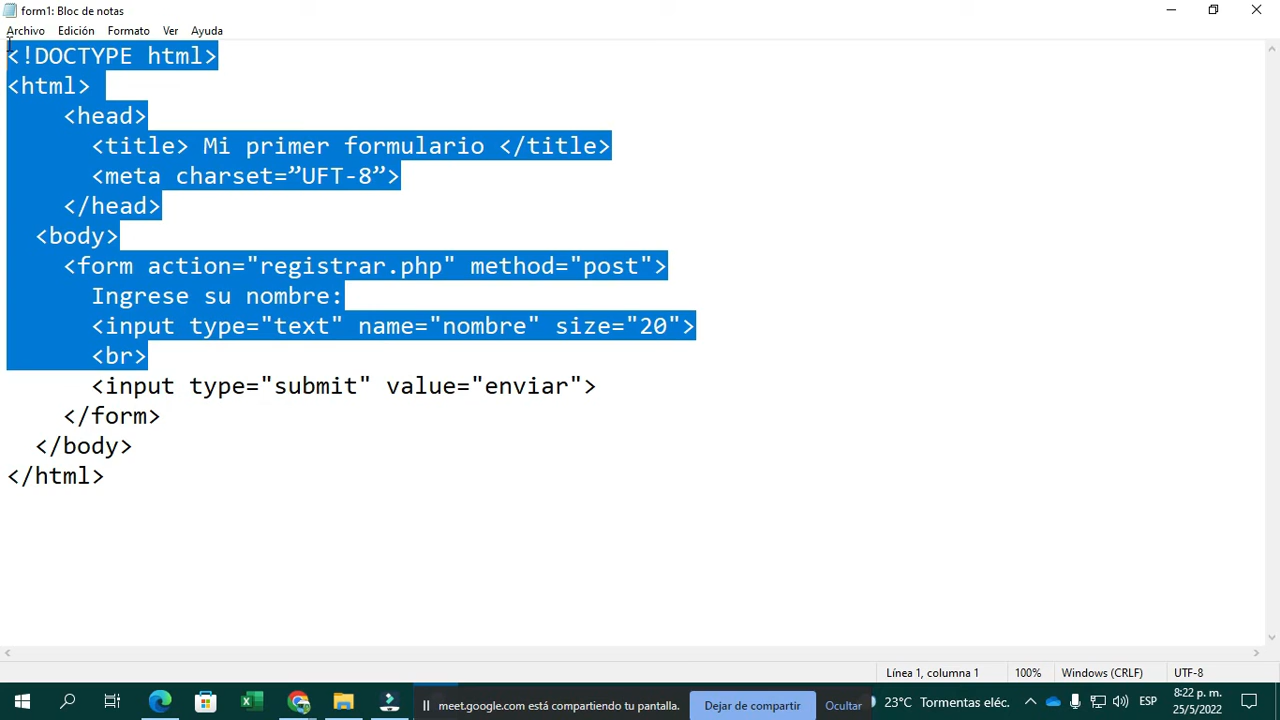 form1: Bloc de notas
Archivo Edición Formato Ver Ayuda
<!DOCTYPE html>
<html>
<head>
<title> Mi primer formulario </title>
<meta charset=”UFT-8”>
</head>
<body>
<form action="registrar.php" method="post">
Ingrese su nombre:
<input type="text" name="nombre" size="20">
<br>
<input type="submit" value="enviar">
</form>
</body>
</html>
Línea 1, columna 1 100% Windows (CRLF) UTF-8
meet.google.com está compartiendo tu pantalla. Dejar de compartir Ocultar
23°C Tormentas eléc. ESP 8:22 p. m.
25/5/2022